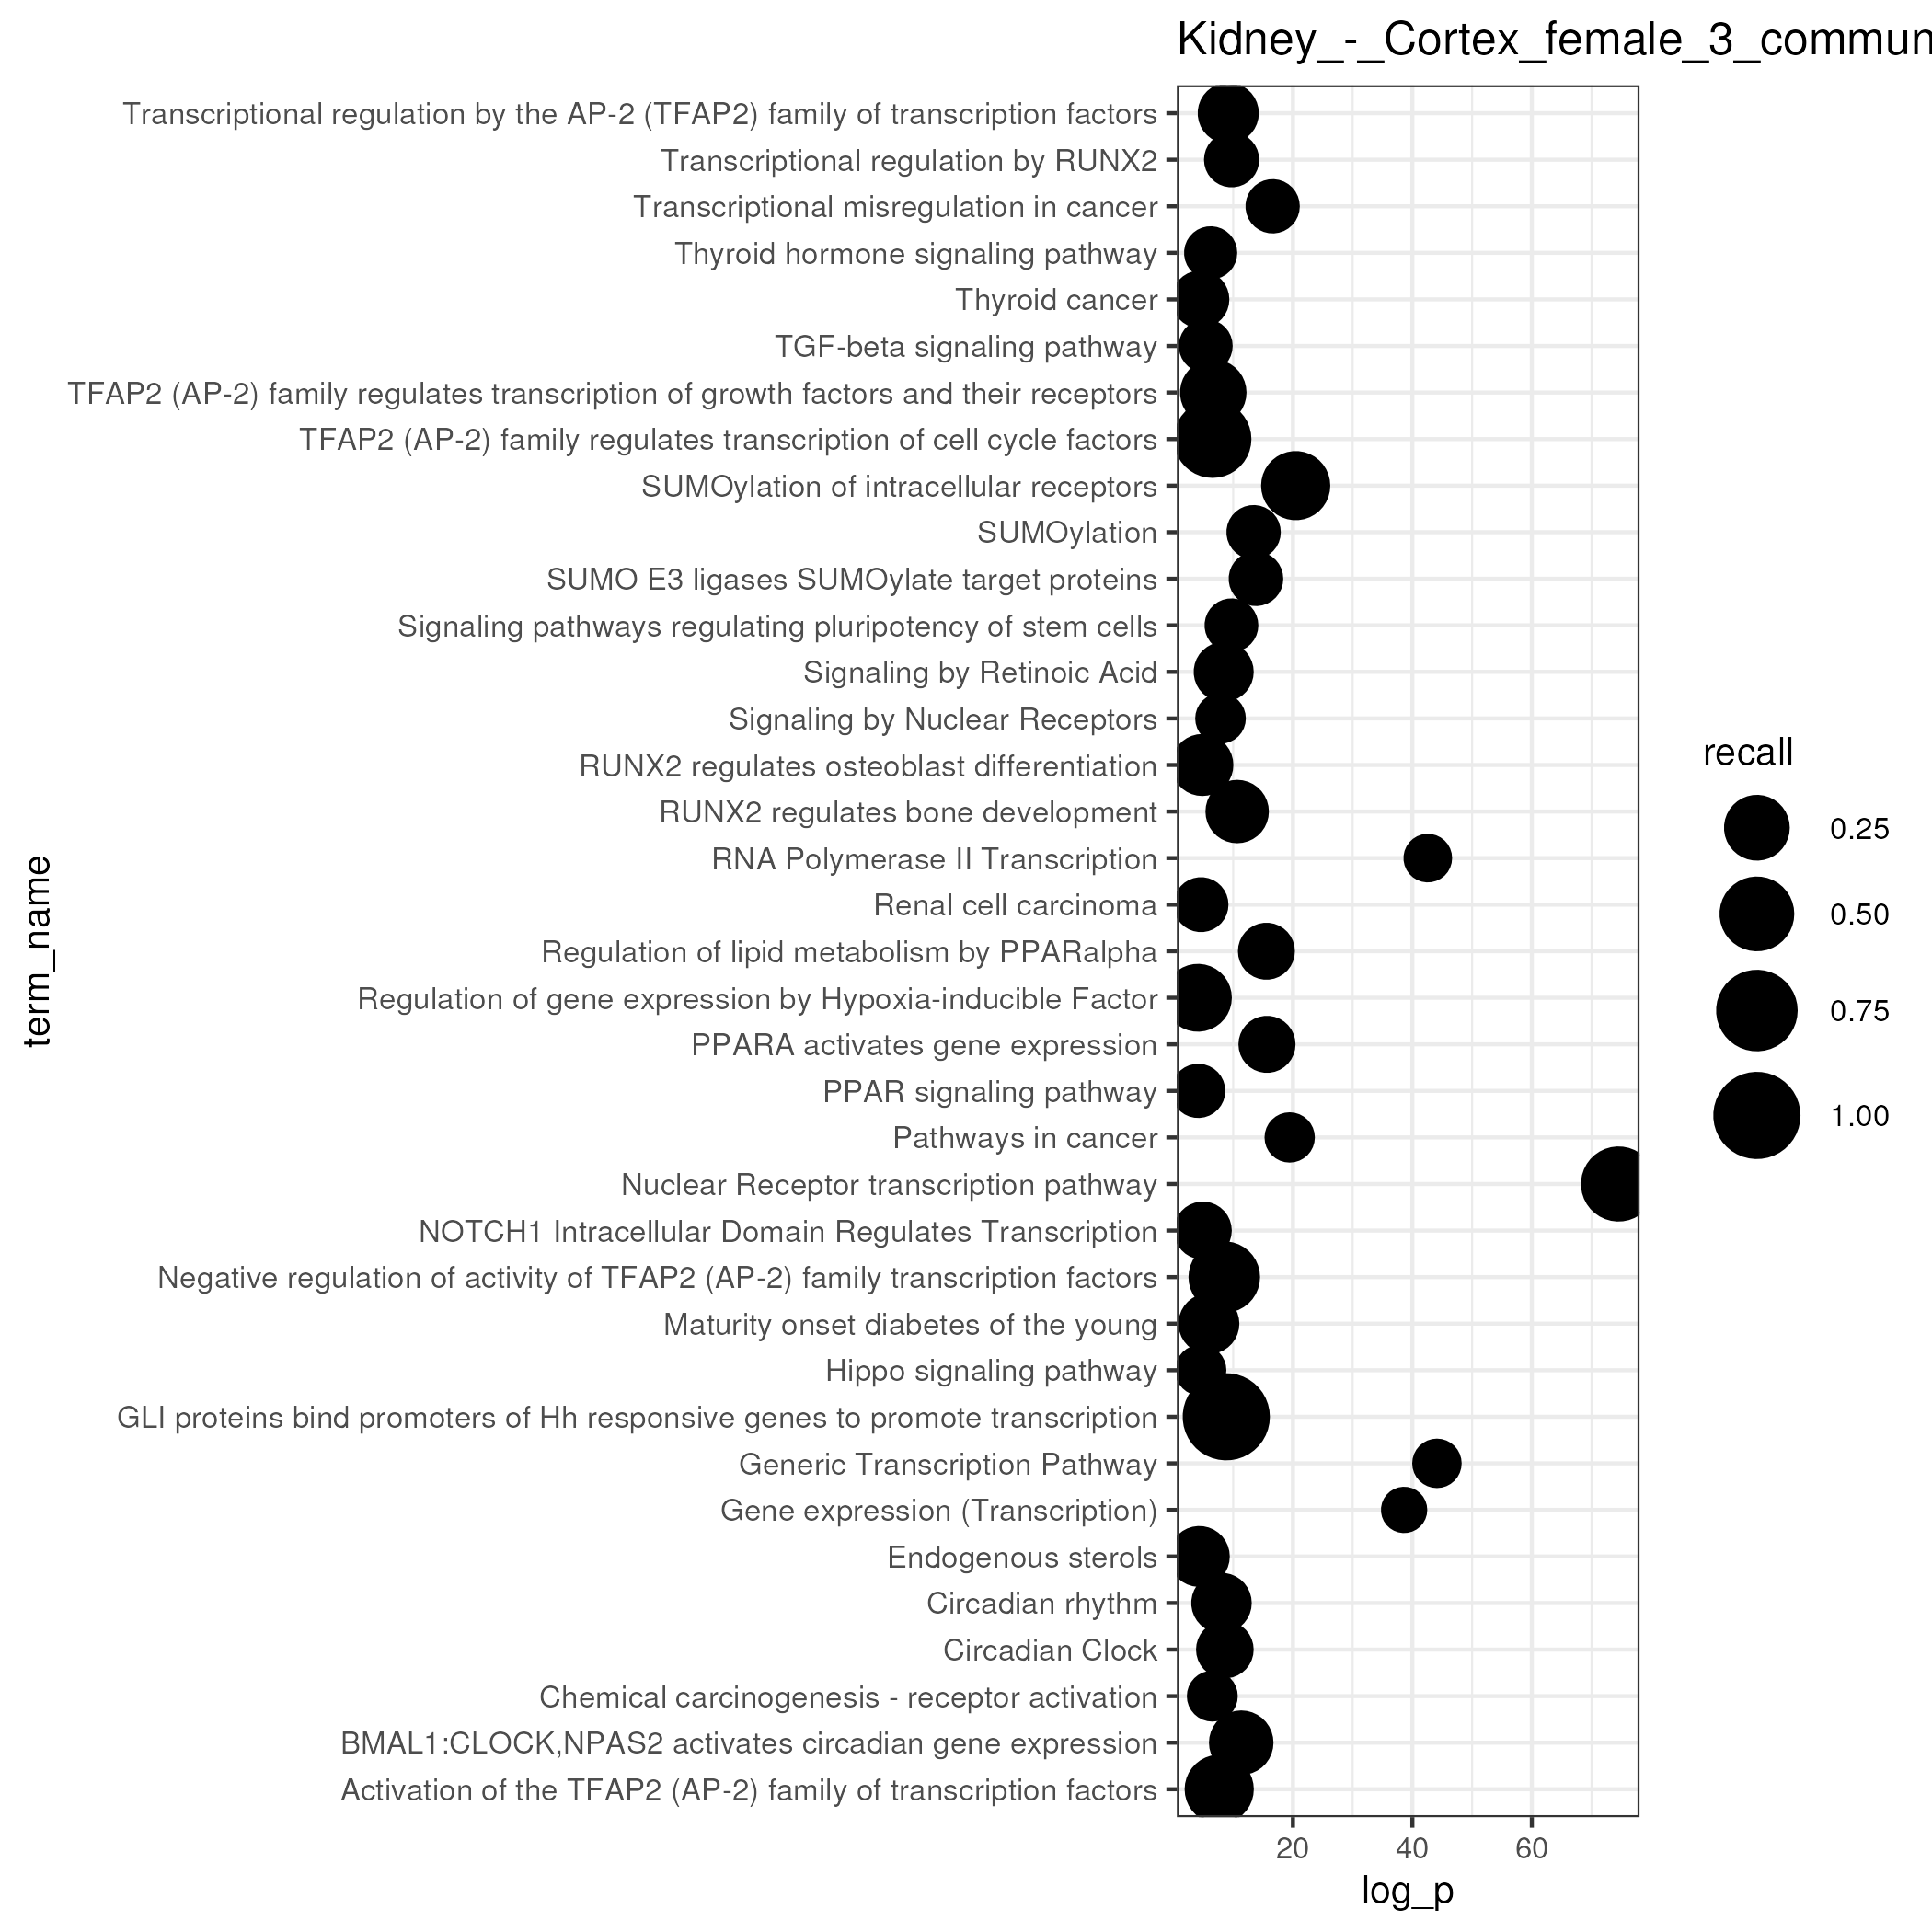 Kidney_-_Cortex_female_3_commun
Transcriptional regulation by the AP-2 (TFAP2) family of transcription factors
Transcriptional regulation by RUNX2
Transcriptional misregulation in cancer
Thyroid hormone signaling pathway
Thyroid cancer
TGF-beta signaling pathway
TFAP2 (AP-2) family regulates transcription of growth factors and their receptors
TFAP2 (AP-2) family regulates transcription of cell cycle factors
SUMOylation of intracellular receptors
SUMOylation
SUMO E3 ligases SUMOylate target proteins
Signaling pathways regulating pluripotency of stem cells
Signaling by Retinoic Acid
Signaling by Nuclear Receptors
RUNX2 regulates osteoblast differentiation
RUNX2 regulates bone development
RNA Polymerase II Transcription
Renal cell carcinoma
Regulation of lipid metabolism by PPARalpha
Regulation of gene expression by Hypoxia-inducible Factor
PPARA activates gene expression
PPAR signaling pathway
Pathways in cancer
Nuclear Receptor transcription pathway
NOTCH1 Intracellular Domain Regulates Transcription
Negative regulation of activity of TFAP2 (AP-2) family transcription factors
Maturity onset diabetes of the young
Hippo signaling pathway
GLI proteins bind promoters of Hh responsive genes to promote transcription
Generic Transcription Pathway
Gene expression (Transcription)
Endogenous sterols
Circadian rhythm
Circadian Clock
Chemical carcinogenesis - receptor activation
BMAL1:CLOCK,NPAS2 activates circadian gene expression
Activation of the TFAP2 (AP-2) family of transcription factors
term_name
20 40 60
log_p
recall
0.25
0.50
0.75
1.00